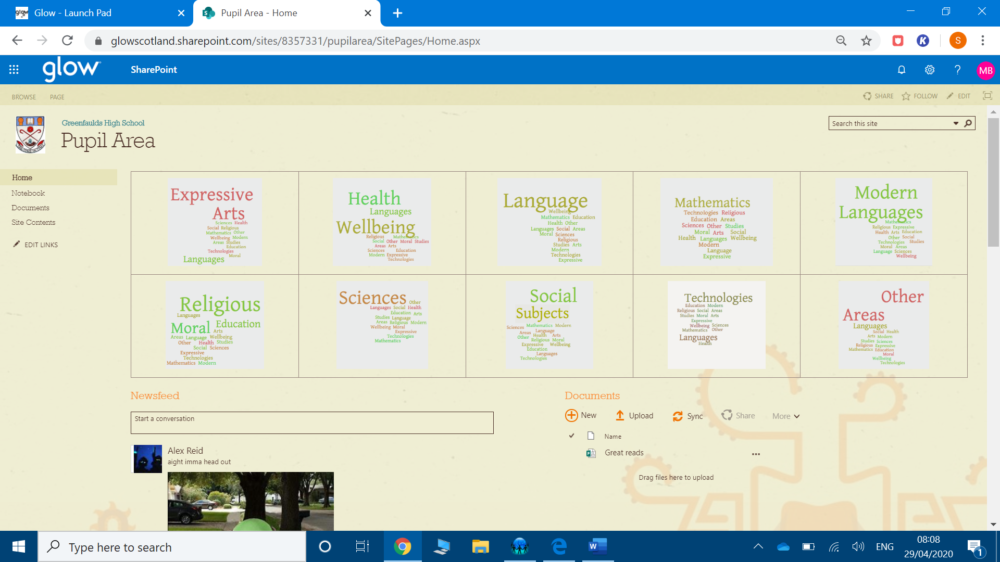 glow Glow - Launch Pad
S Pupil Area - Home
glowscotland.sharepoint.com/sites/8357331/pupilarea/SitePages/Home.aspx
K
S
glow
SharePoint
?
MB
BROWSE PAGE
SHARE FOLLOW EDIT
Greenfaulds High School
Pupil Area
Search this site
Home
Notebook
Documents
Site Contents
EDIT LINKS
Expressive
Arts
Sciences Health
Social Religious
Mathematics Other
Wellbeing Modern
Areas Studies
Education
Technologies
Moral
Languages
Health
Languages
Wellbeing
Religious Mathematics
Social Other Moral Studies
Areas Arts
Sciences Education
Modern Expressive
Technologies
Language
Wellbeing
Mathematics Education
Health Other
Languages Social Areas
Moral Sciences
Religious
Studies Arts
Modern
Technologies
Expressive
Mathematics
Technologies Religious
Education Areas
Sciences Other Studies
Moral Arts Social
Health Languages Wellbeing
Modern
Language
Expressive
Modern
Languages
Mathematics
Religious Expressive
Health Arts Education
Other Social
Technologies Studies
Moral Areas
Language Sciences
Wellbeing
Religious
Languages
Moral Education
Arts
Areas Language Wellbeing
Other Health Studies
Social Sciences
Expressive
Technologies
Mathematics Modern
Sciences Other
Languages Social Health
Education Arts
Studies Language
Areas Religious Modern
Wellbeing Moral
Expressive
Technologies
Mathematics
Social
Subjects
Sciences Mathematics Modern
Areas Language
Other Health Arts
Religious Moral
Expressive Wellbeing
Education
Languages
Technologies
Technologies
Education Modern
Religious Social Areas
Studies Moral Arts
Expressive
Wellbeing Sciences
Mathematics Other
Languages
Health
Other
Areas
Languages
Social Health
Arts Modern
Studies Sciences
Religious Expressive
Mathematics Education
Moral
Wellbeing
Technologies
Newsfeed
Start a conversation
Alex Reid
aight imma head out
Documents
New Upload Sync Share More
Name
Great reads
...
Drag files here to upload
Type here to search
W
ENG
08:08
29/04/2020
1